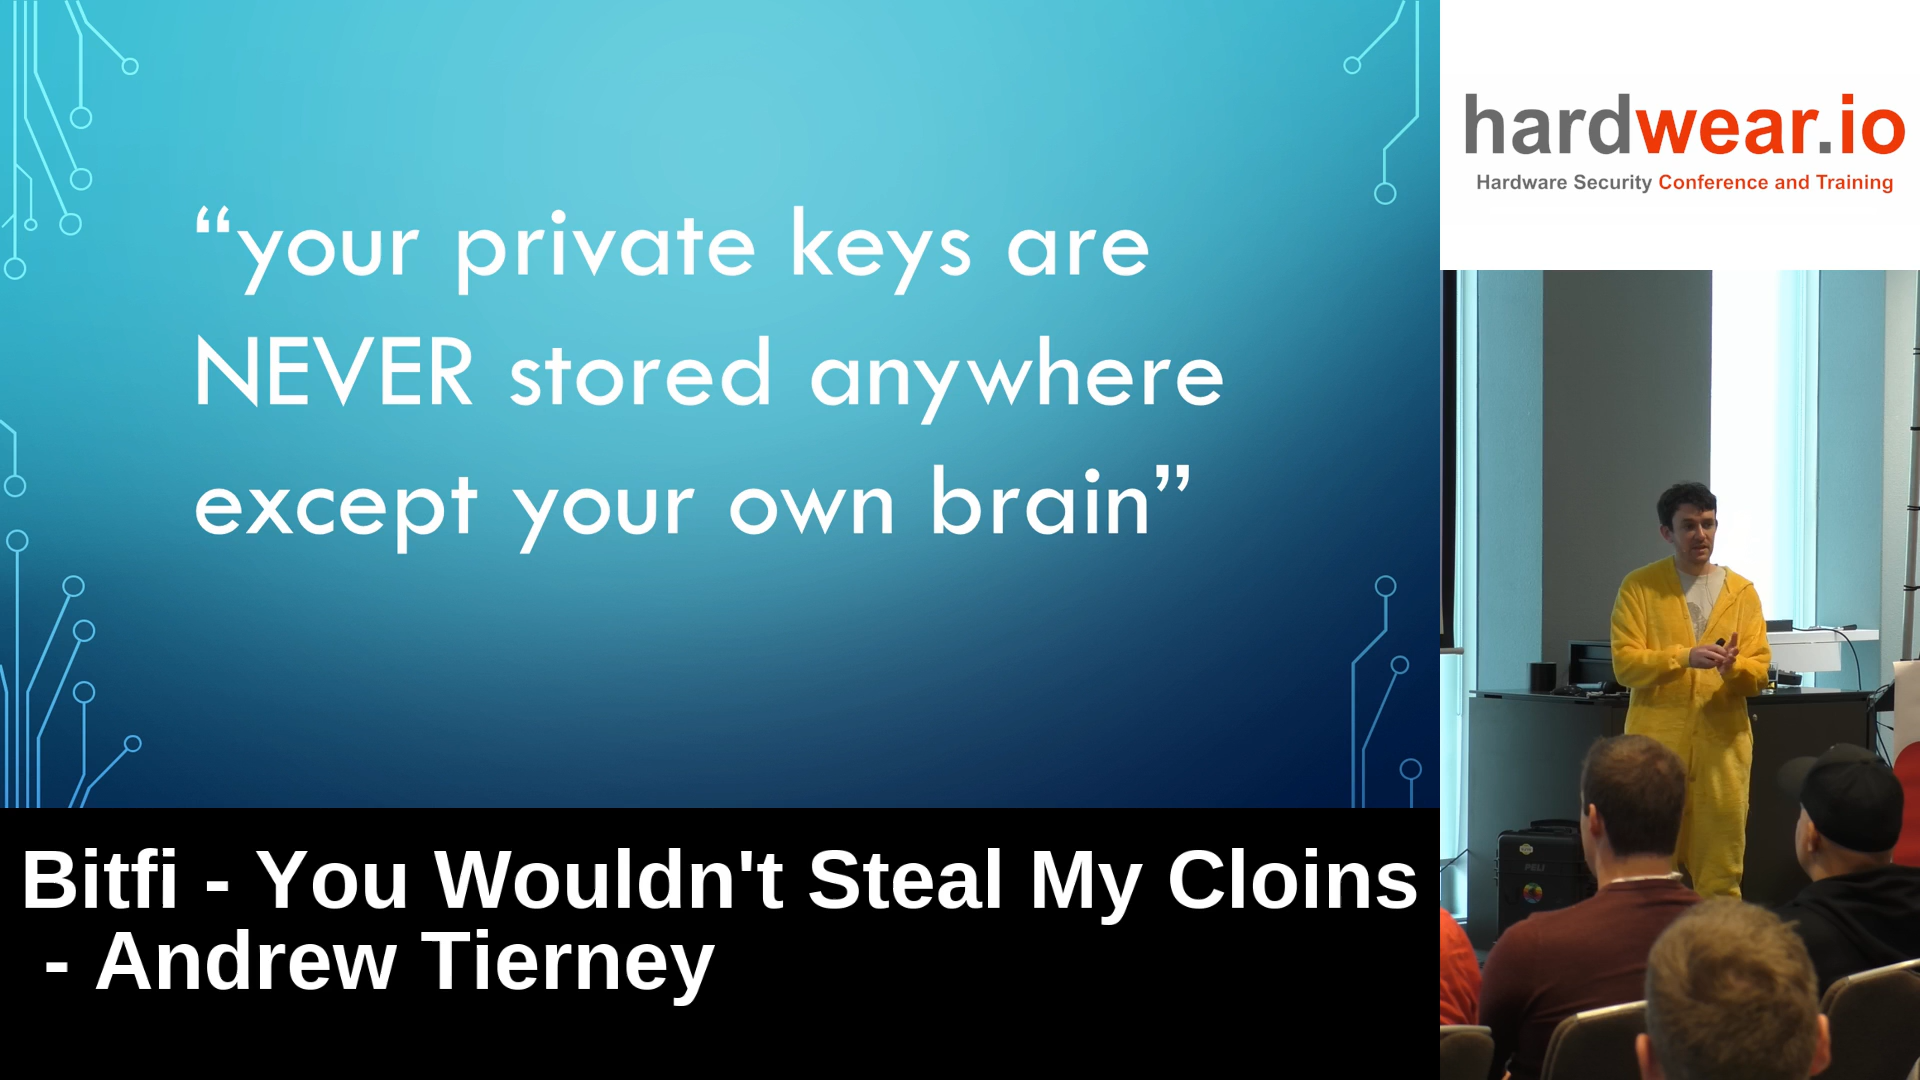 “your private keys are
NEVER stored anywhere
except your own brain”
hardwear.io
Hardware Security Conference and Training
PELI
Bitfi - You Wouldn't Steal My Cloins
- Andrew Tierney